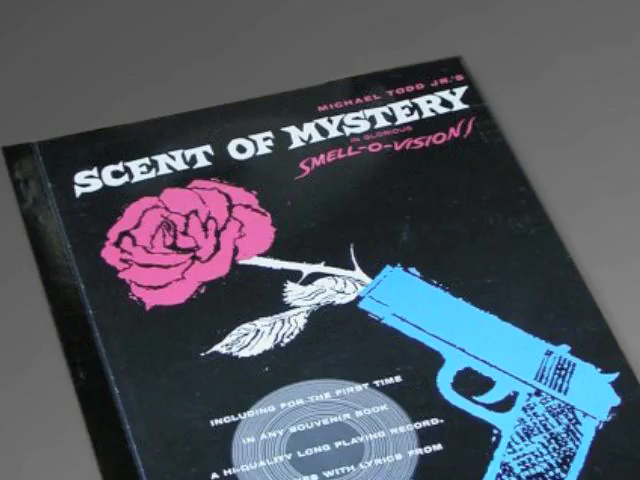 MICHAEL TODD JR.'S
SCENT OF MYSTERY
IN GLORIOUS
SMELL-O-VISION!
INCLUDING FOR THE FIRST TIME
IN ANY SOUVENIR BOOK
A HI-QUALITY LONG PLAYING RECORD.
WITH LYRICS FROM